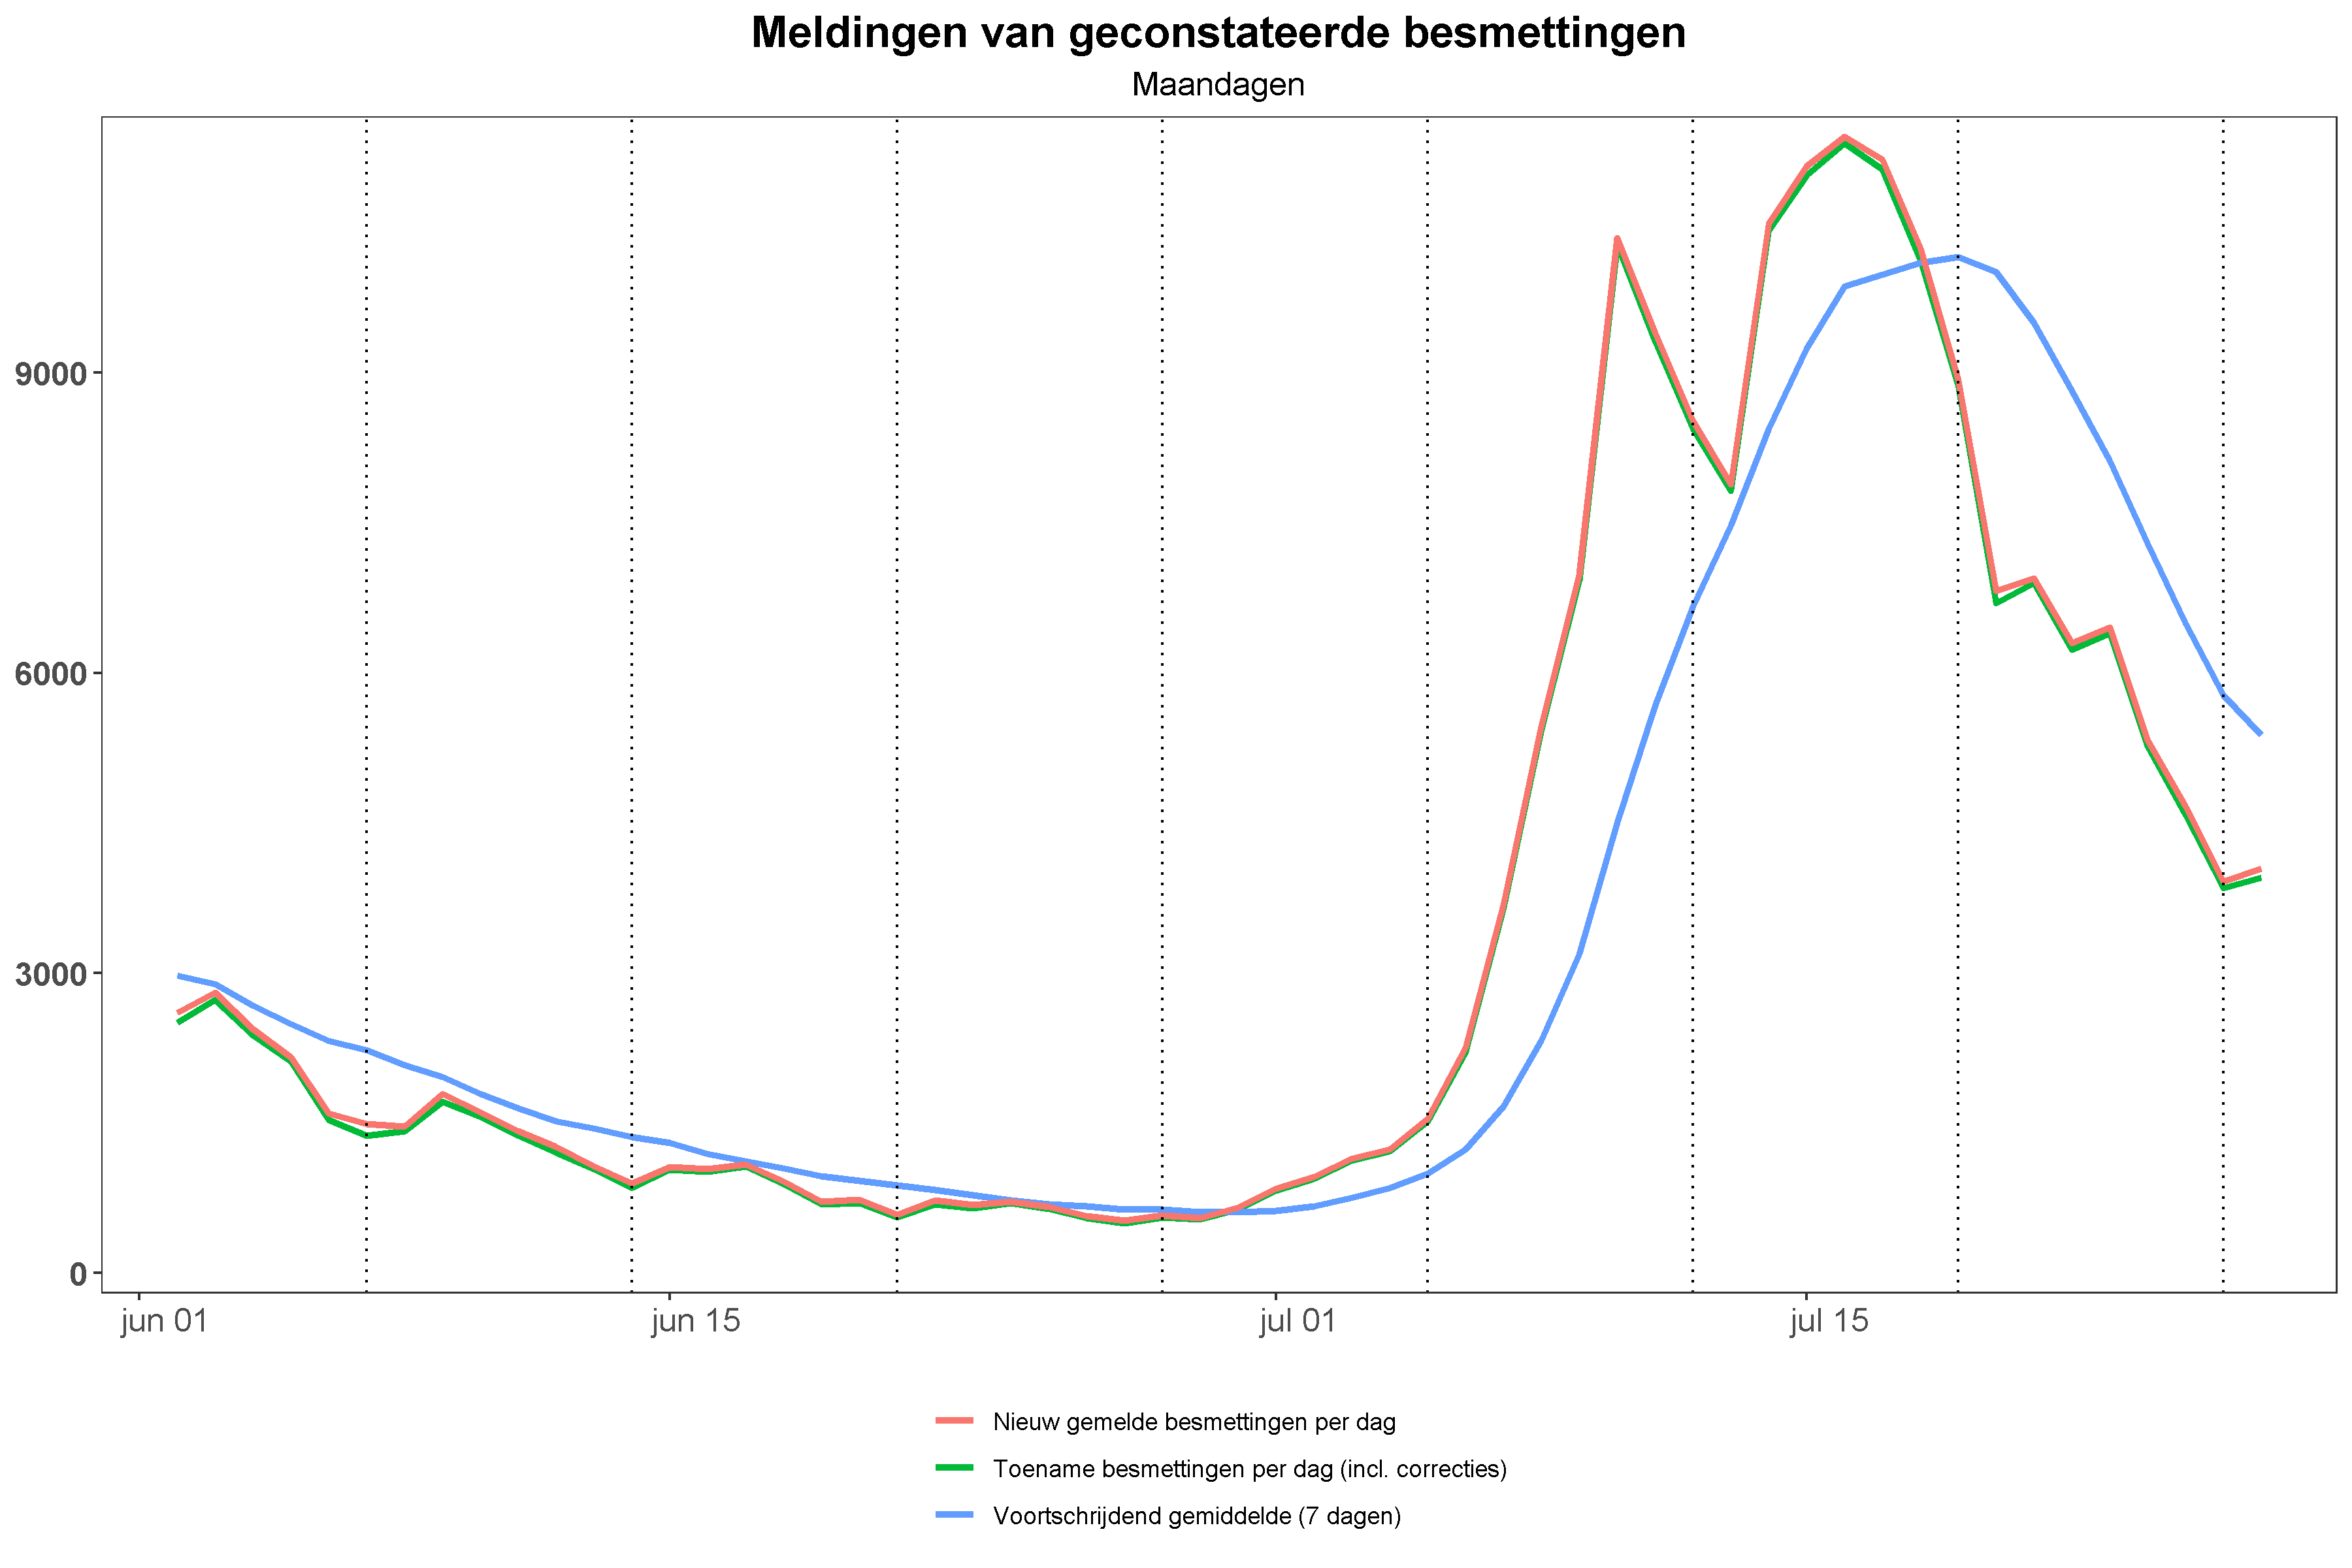 Meldingen van geconstateerde besmettingen
Maandagen
9000
6000
3000
0
jun 01
jun 15
jul 01
jul 15
Nieuw gemelde besmettingen per dag
Toename besmettingen per dag (incl. correcties)
Voortschrijdend gemiddelde (7 dagen)